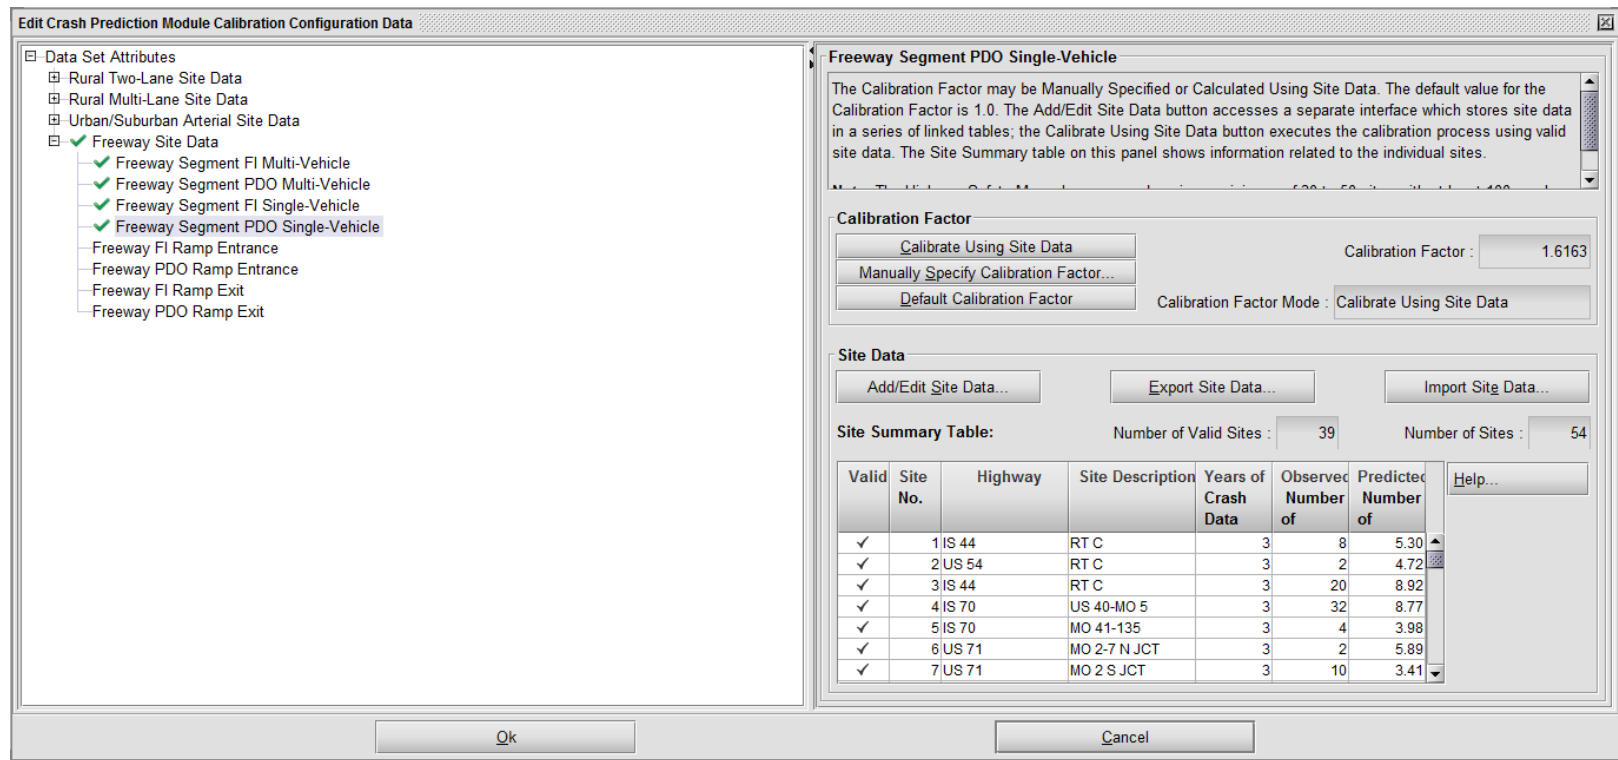 Edit Crash Prediction Module Calibration Configuration Data
Data Set Attributes
Rural Two-Lane Site Data
Rural Multi-Lane Site Data
Urban/Suburban Arterial Site Data
Freeway Site Data
Freeway Segment FI Multi-Vehicle
Freeway Segment PDO Multi-Vehicle
Freeway Segment FI Single-Vehicle
Freeway Segment PDO Single-Vehicle
Freeway FI Ramp Entrance
Freeway PDO Ramp Entrance
Freeway FI Ramp Exit
Freeway PDO Ramp Exit
Freeway Segment PDO Single-Vehicle
The Calibration Factor may be Manually Specified or Calculated Using Site Data. The default value for the
Calibration Factor is 1.0. The Add/Edit Site Data button accesses a separate interface which stores site data
in a series of linked tables; the Calibrate Using Site Data button executes the calibration process using valid
site data. The Site Summary table on this panel shows information related to the individual sites.
Calibration Factor
Calibrate Using Site Data
Manually Specify Calibration Factor...
Default Calibration Factor
Calibration Factor : 1.6163
Calibration Factor Mode : Calibrate Using Site Data
Site Data
Add/Edit Site Data... Export Site Data... Import Site Data...
Site Summary Table: Number of Valid Sites : 39 Number of Sites : 54
Valid Site Highway Site Description Years of Observed Predicted
No. Crash Number Number
Data of of
Help...
1 IS 44 RT C 3 8 5.30
2 US 54 RT C 3 2 4.72
3 IS 44 RT C 3 20 8.92
4 IS 70 US 40-MO 5 3 32 8.77
5 IS 70 MO 41-135 3 4 3.98
6 US 71 MO 2-7 N JCT 3 2 5.89
7 US 71 MO 2 S JCT 3 10 3.41
Ok Cancel